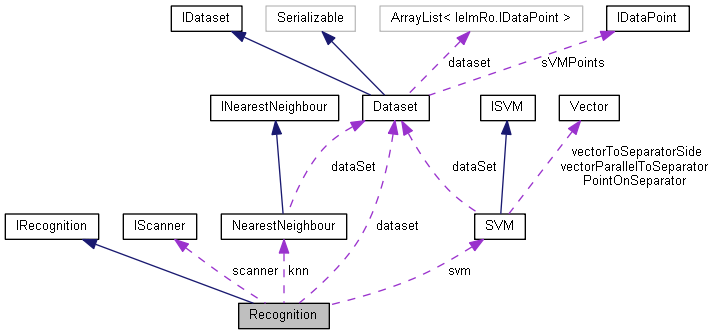 IDataset
Serializable
ArrayList< lelmRo.IDataPoint >
IDataPoint
dataset
sVMPoints
INearestNeighbour
Dataset
ISVM
Vector
dataSet
dataSet
vectorToSeparatorSide
vectorParallelToSeparator
PointOnSeparator
IRecognition
IScanner
NearestNeighbour
dataset
SVM
scanner
knn
svm
Recognition